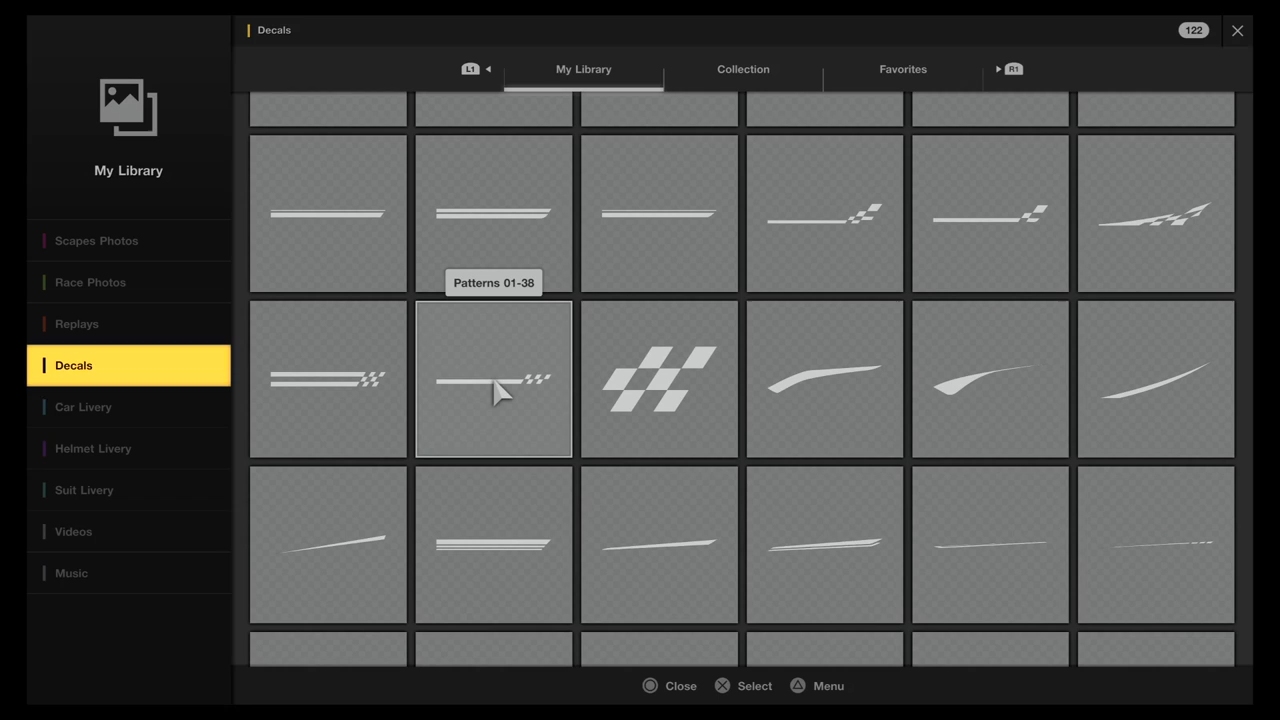 Decals
122
L1
My Library
Collection
Favorites
R1
My Library
Scapes Photos
Race Photos
Replays
Decals
Car Livery
Helmet Livery
Suit Livery
Videos
Music
Patterns 01-38
Close
Select
Menu